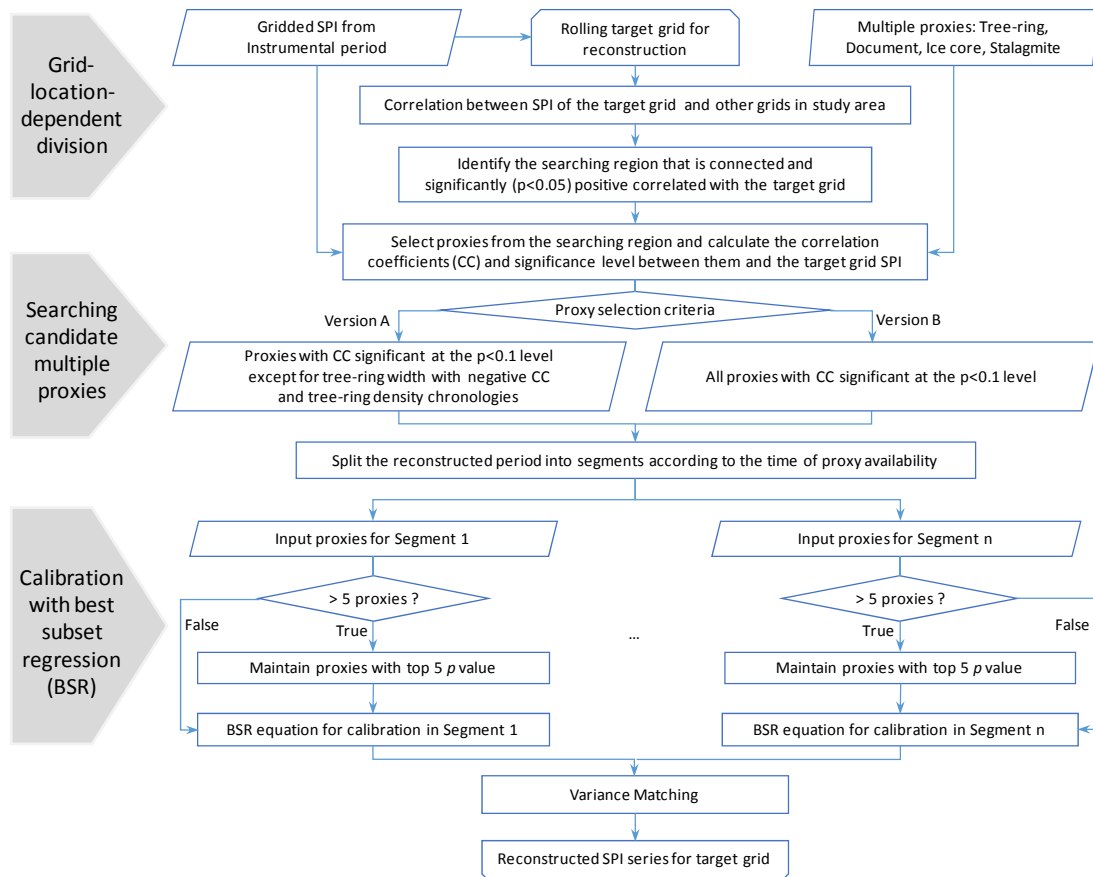 Grid-
location-
dependent
division
Gridded SPI from
Instrumental period
Rolling target grid for
reconstruction
Multiple proxies: Tree-ring,
Document, Ice core, Stalagmite
Correlation between SPI of the target grid and other grids in study area
Identify the searching region that is connected and
significantly (p<0.05) positive correlated with the target grid
Select proxies from the searching region and calculate the correlation
coefficients (CC) and significance level between them and the target grid SPI
Searching
candidate
multiple
proxies
Proxy selection criteria
Version A
Version B
Proxies with CC significant at the p<0.1 level
except for tree-ring width with negative CC
and tree-ring density chronologies
All proxies with CC significant at the p<0.1 level
Split the reconstructed period into segments according to the time of proxy availability
Calibration
with best
subset
regression
(BSR)
Input proxies for Segment 1
Input proxies for Segment n
> 5 proxies ?
> 5 proxies ?
False
True
...
True
False
Maintain proxies with top 5 p value
Maintain proxies with top 5 p value
BSR equation for calibration in Segment 1
BSR equation for calibration in Segment n
Variance Matching
Reconstructed SPI series for target grid